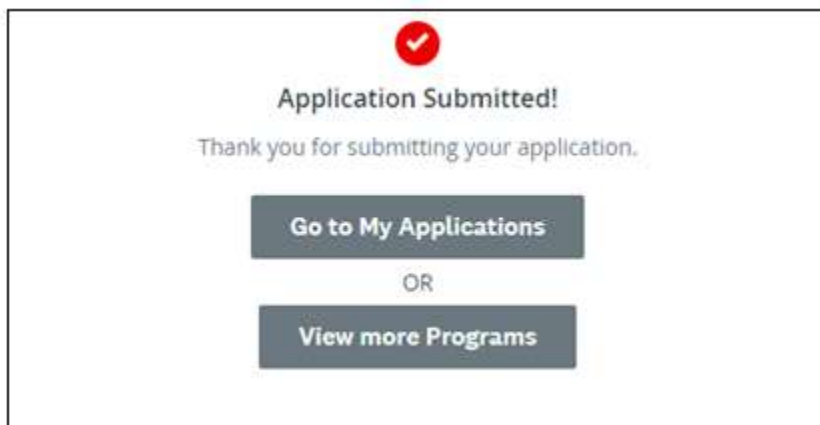 Application Submitted!
Thank you for submitting your application.
Go to My Applications
OR
View more Programs